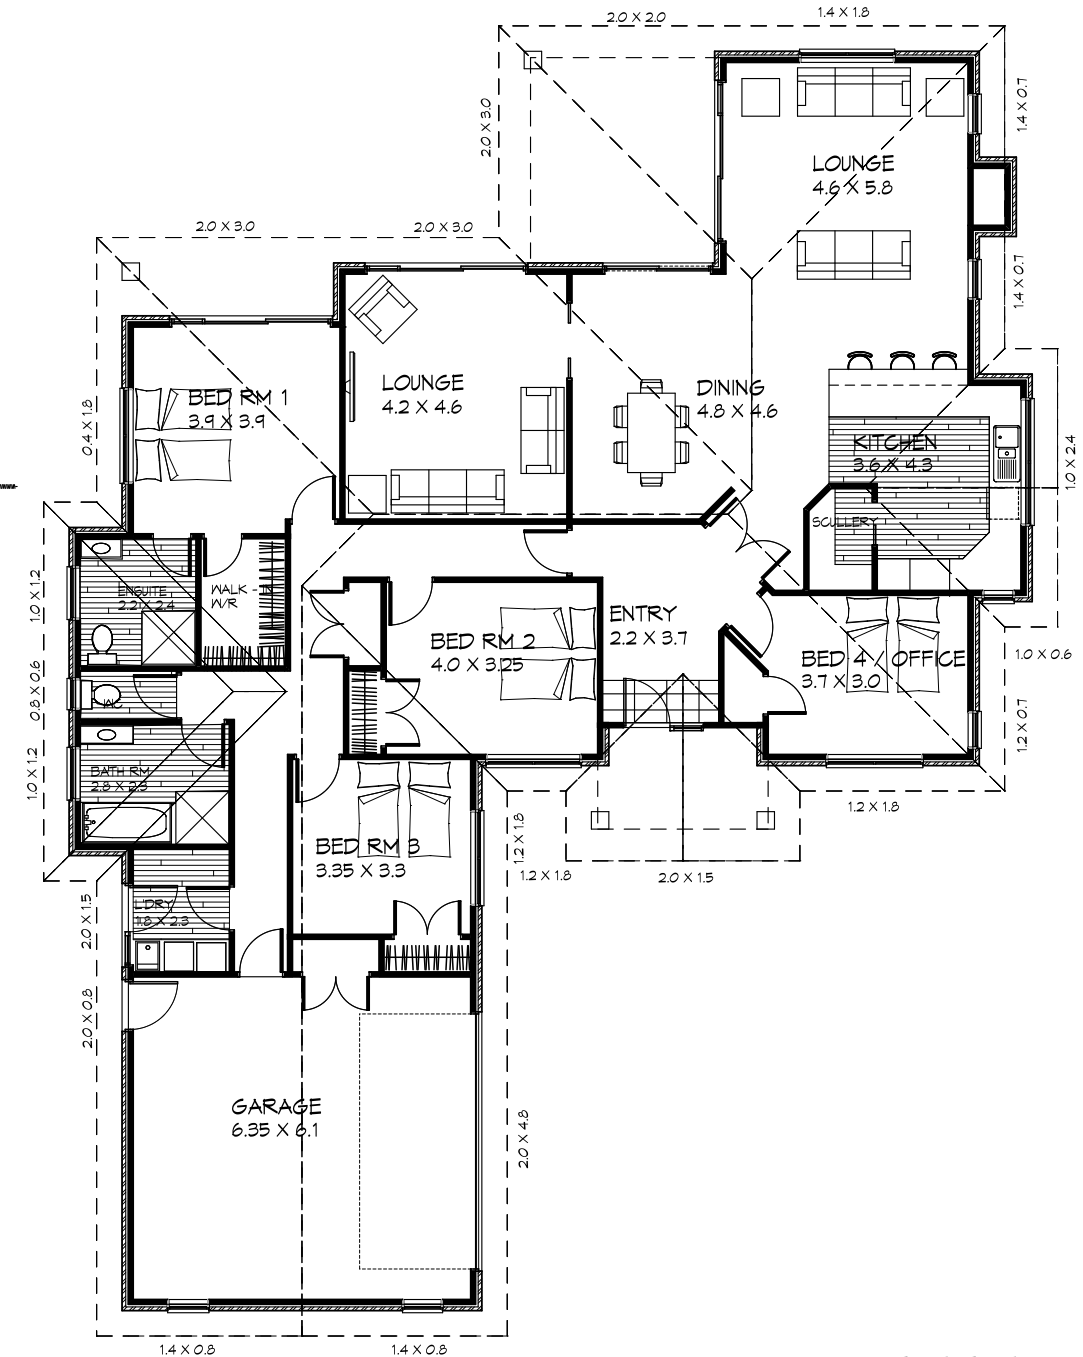 2.0 X 2.0
1.4 X 1.8
2.0 X 3.0
1.4 X 0.7
LOUNGE
4.6 X 5.8
2.0 X 3.0
2.0 X 3.0
1.4 X 0.7
BED RM 1
3.9 X 3.9
LOUNGE
4.2 X 4.6
DINING
4.8 X 4.6
0.4 X 1.8
KITCHEN
3.6 X 4.3
1.0 X 2.4
SCULLERY
1.0 X 1.2
ENSUITE
2.21 X 2.4
WALK - IN
W/R
ENTRY
2.2 X 3.7
BED RM 2
4.0 X 3.25
BED 4 / OFFICE
3.7 X 3.0
1.0 X 0.6
0.8 X 0.6
W.C.
1.2 X 0.7
1.0 X 1.2
BATH RM
2.8 X 2.3
1.2 X 1.8
BED RM 3
3.35 X 3.3
1.2 X 1.8
1.2 X 1.8
2.0 X 1.5
2.0 X 1.5
L'DRY
1.8 X 2.3
2.0 X 0.8
GARAGE
6.35 X 6.1
2.0 X 4.8
1.4 X 0.8
1.4 X 0.8